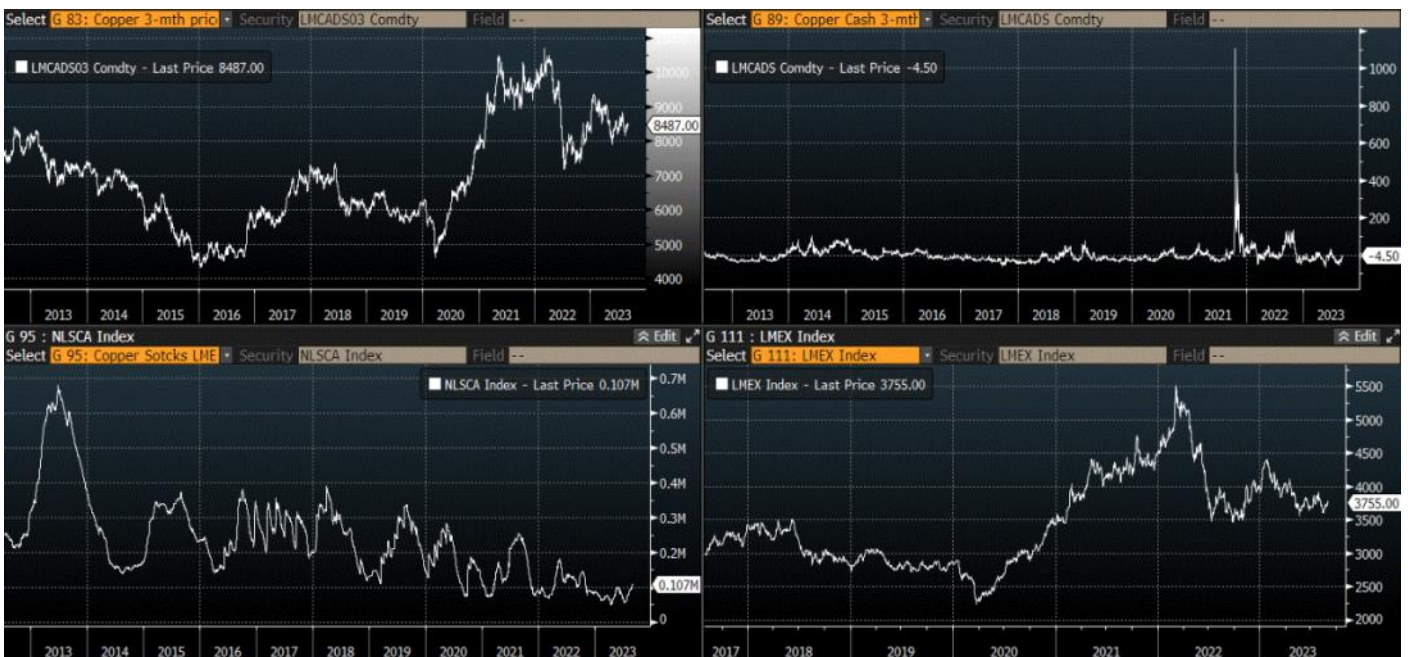 Select G 83: Copper 3-mth pric Security LMCADS03 Comdty Field --
LMCADS03 Comdty - Last Price 8487.00
10000
9000
8487.00
8000
7000
6000
5000
4000
2013 2014 2015 2016 2017 2018 2019 2020 2021 2022 2023
Select G 89: Copper Cash 3-mth Security LMCADS Comdty Field --
LMCADS Comdty - Last Price -4.50
1000
800
600
400
200
-4.50
2013 2014 2015 2016 2017 2018 2019 2020 2021 2022 2023
G 95 : NLSCA Index Edit
Select G 95: Copper Sotcks LME Security NLSCA Index Field --
NLSCA Index - Last Price 0.107M
0.7M
0.6M
0.5M
0.4M
0.3M
0.2M
0.107M
0
2013 2014 2015 2016 2017 2018 2019 2020 2021 2022 2023
G 111 : LMEX Index Edit
Select G 111: LMEX Index Security LMEX Index Field --
LMEX Index - Last Price 3755.00
5500
5000
4500
4000
3755.00
3500
3000
2500
2000
2017 2018 2019 2020 2021 2022 2023